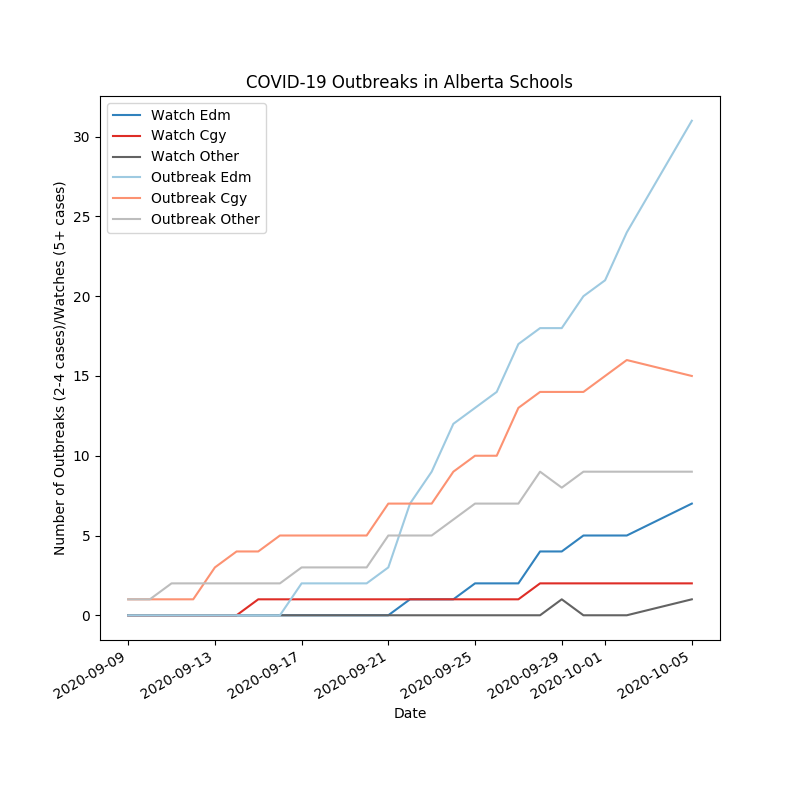 COVID-19 Outbreaks in Alberta Schools
Watch Edm
Watch Cgy
Watch Other
Outbreak Edm
Outbreak Cgy
Outbreak Other
Number of Outbreaks (2-4 cases)/Watches (5+ cases)
30
25
20
15
10
5
0
2020-09-09
2020-09-13
2020-09-17
2020-09-21
2020-09-25
2020-09-29
2020-10-01
2020-10-05
Date